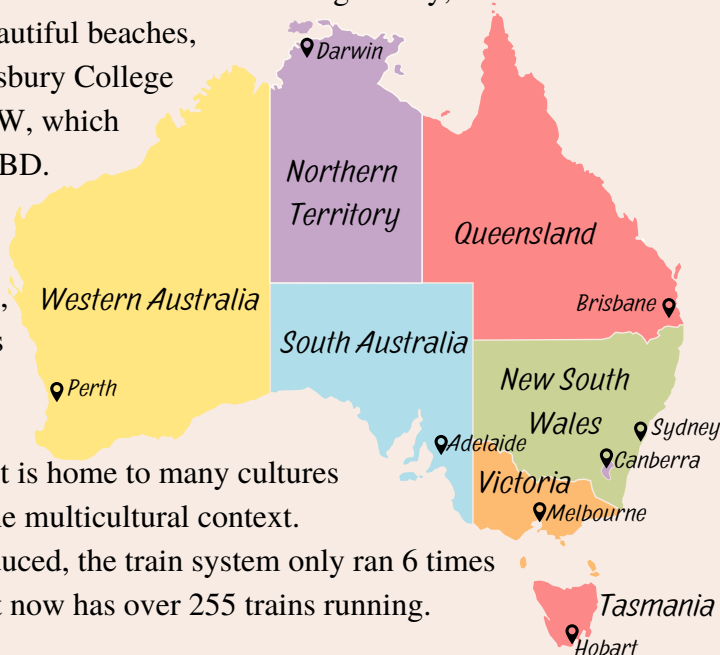 autiful beaches,
Darwin
sbury College
W, which
BD.
Northern
Territory
Queensland
,
Western Australia
Brisbane
s
South Australia
New South
Wales
Perth
Sydney
Adelaide
Canberra
t is home to many cultures
Victoria
Melbourne
e multicultural context.
uced, the train system only ran 6 times
t now has over 255 trains running.
Tasmania
Hobart